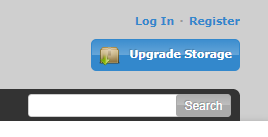 Log In · Register
Upgrade Storage
Search